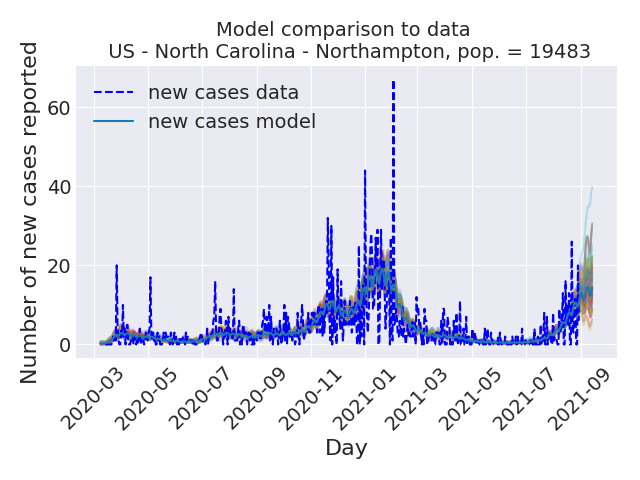 Model comparison to data
US - North Carolina - Northampton, pop. = 19483
Number of new cases reported
60
40
20
0
new cases data
new cases model
2020-03
2020-05
2020-07
2020-09
2020-11
2021-01
2021-03
2021-05
2021-07
2021-09
Day